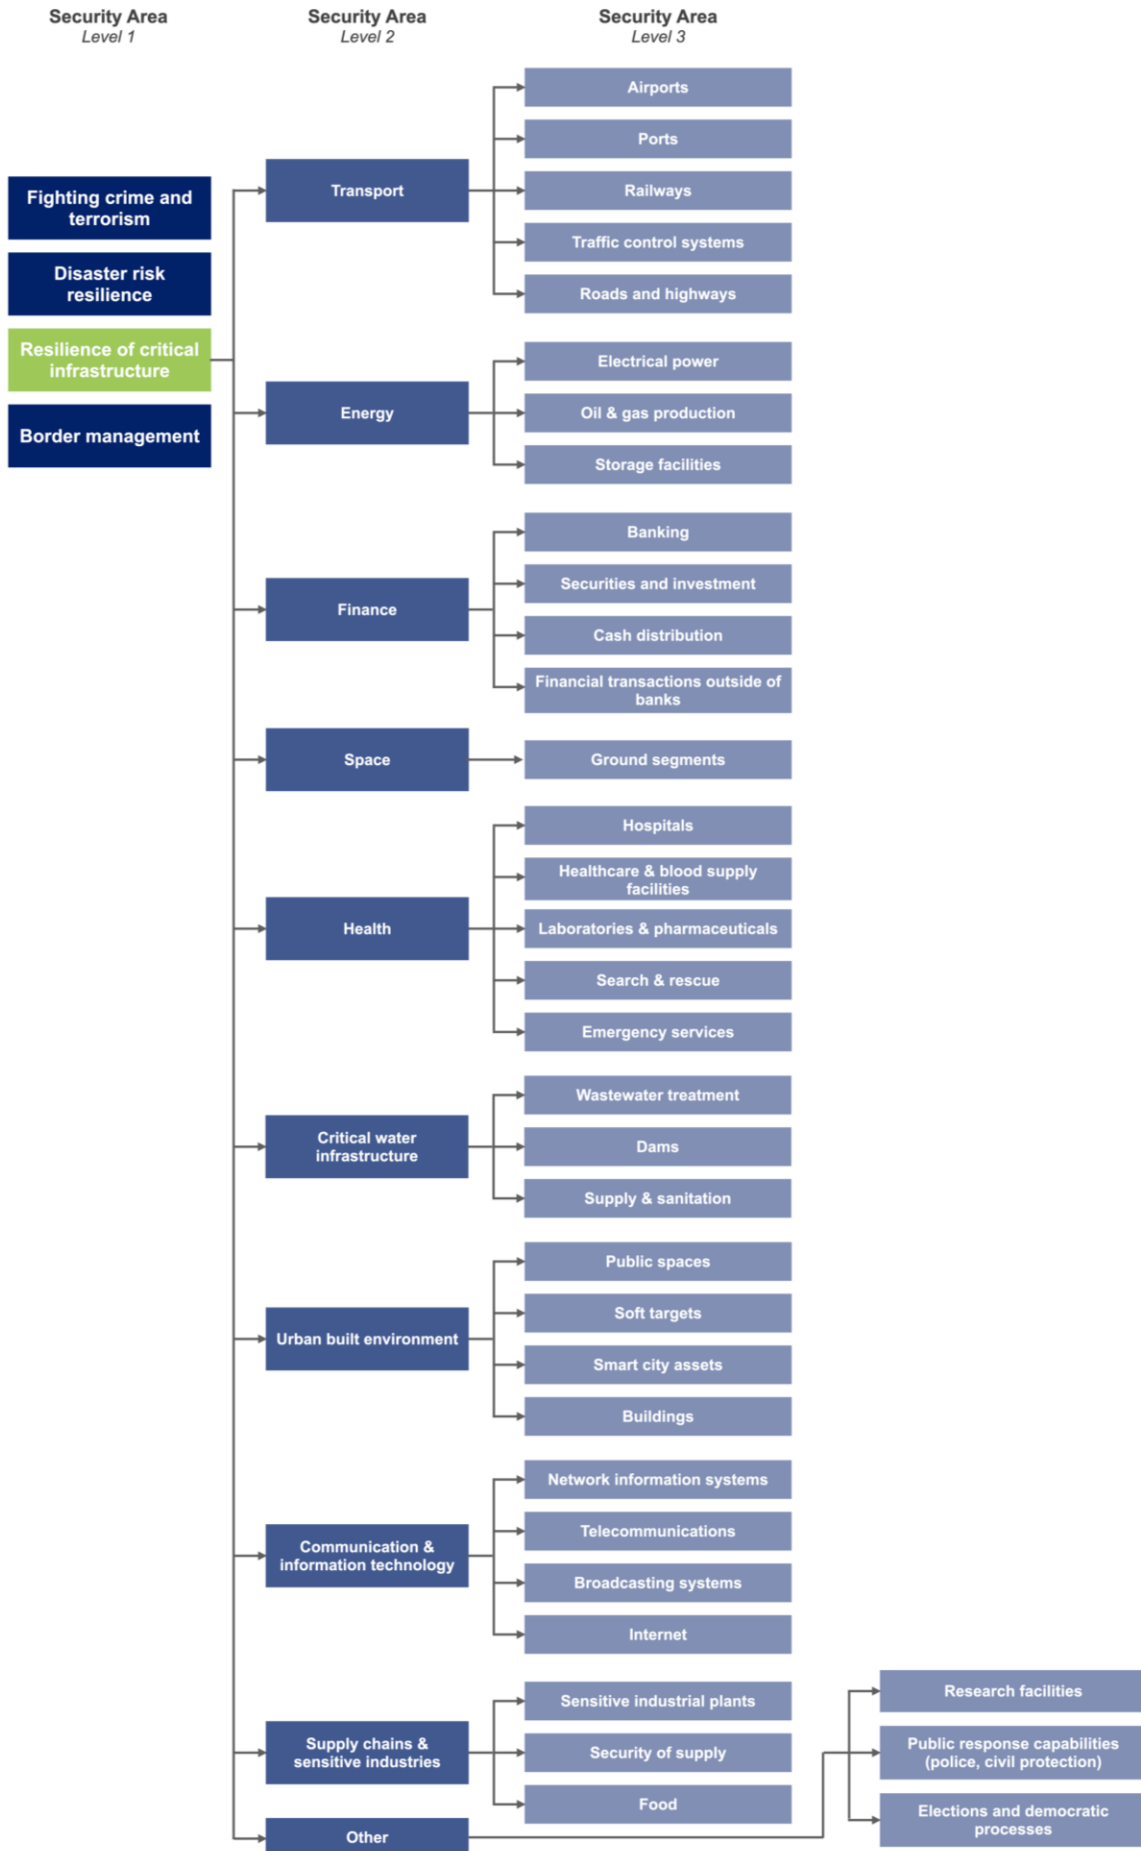 Security Area
Level 1
Security Area
Level 2
Security Area
Level 3
Fighting crime and
terrorism
Disaster risk
resilience
Resilience of critical
infrastructure
Border management
Transport
Airports
Ports
Railways
Traffic control systems
Roads and highways
Energy
Electrical power
Oil & gas production
Storage facilities
Finance
Banking
Securities and investment
Cash distribution
Financial transactions outside of
banks
Space
Ground segments
Health
Hospitals
Healthcare & blood supply
facilities
Laboratories & pharmaceuticals
Search & rescue
Emergency services
Critical water
infrastructure
Wastewater treatment
Dams
Supply & sanitation
Urban built environment
Public spaces
Soft targets
Smart city assets
Buildings
Communication &
information technology
Network information systems
Telecommunications
Broadcasting systems
Internet
Supply chains &
sensitive industries
Sensitive industrial plants
Security of supply
Food
Other
Research facilities
Public response capabilities
(police, civil protection)
Elections and democratic
processes